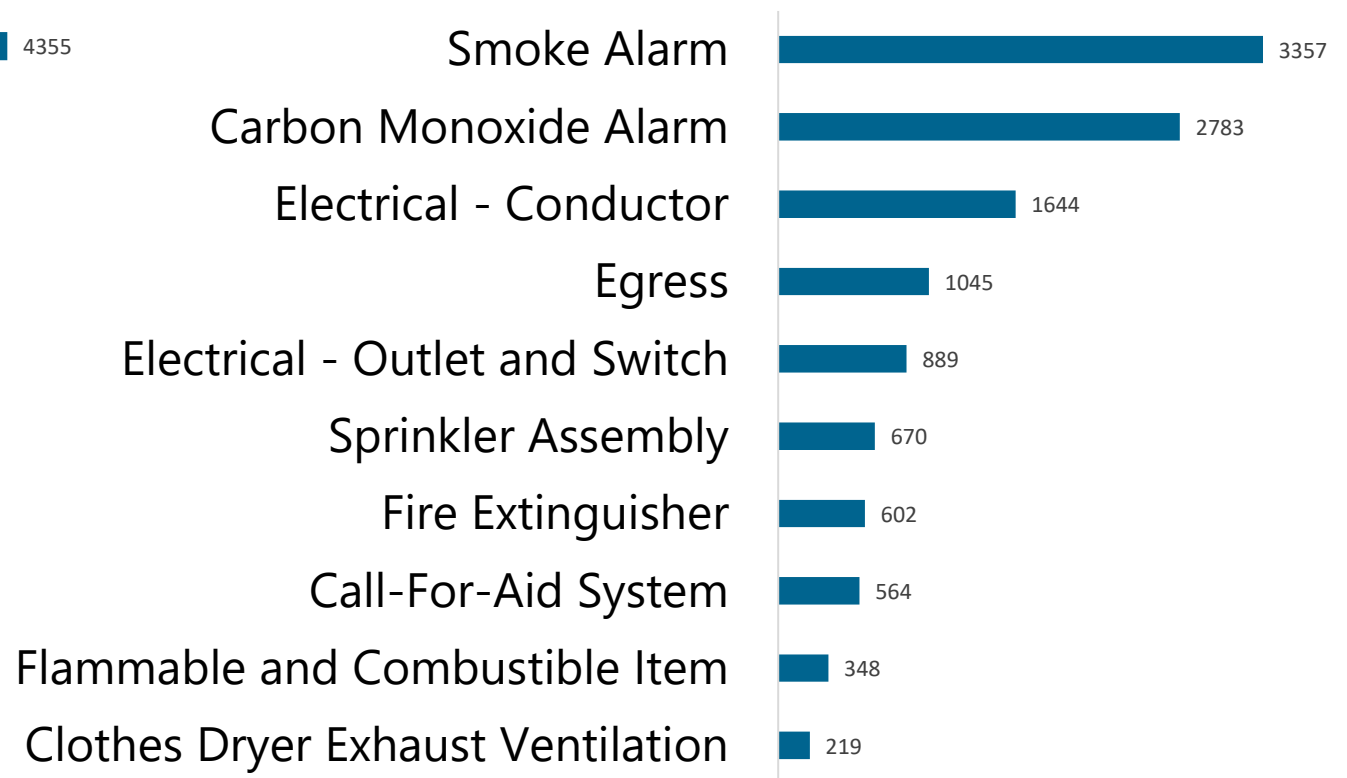 4355
Smoke Alarm 3357
Carbon Monoxide Alarm 2783
Electrical - Conductor 1644
Egress 1045
Electrical - Outlet and Switch 889
Sprinkler Assembly 670
Fire Extinguisher 602
Call-For-Aid System 564
Flammable and Combustible Item 348
Clothes Dryer Exhaust Ventilation 219